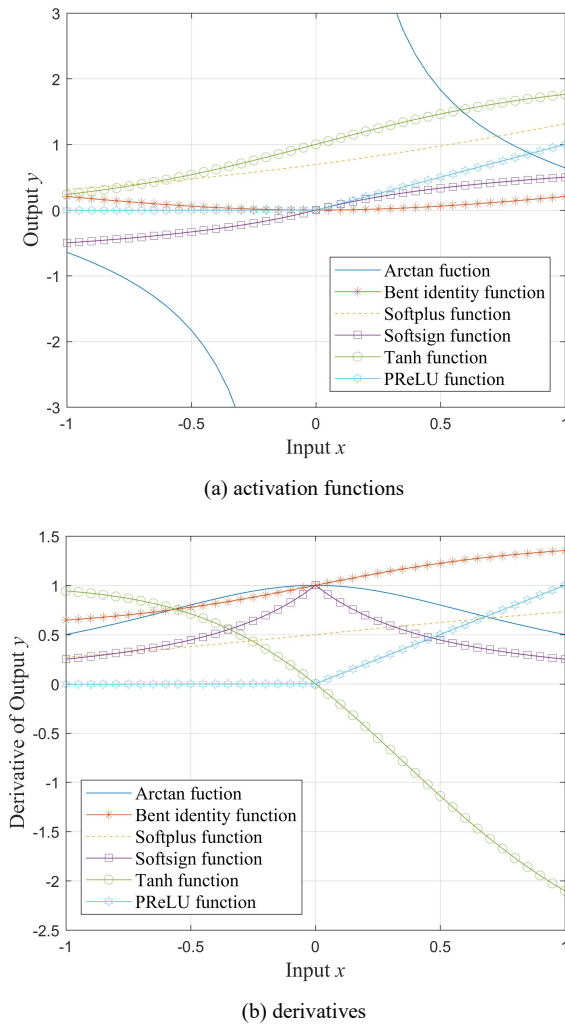 3
2
1
0
-1
-2
-3
Output y
-1
-0.5
0
0.5
1
Input x
Arctan fuction
Bent identity function
Softplus function
Softsign function
Tanh function
PReLU function
(a) activation functions
1.5
1
0.5
0
-0.5
-1
-1.5
-2
-2.5
Derivative of Output y
-1
-0.5
0
0.5
1
Input x
Arctan fuction
Bent identity function
Softplus function
Softsign function
Tanh function
PReLU function
(b) derivatives